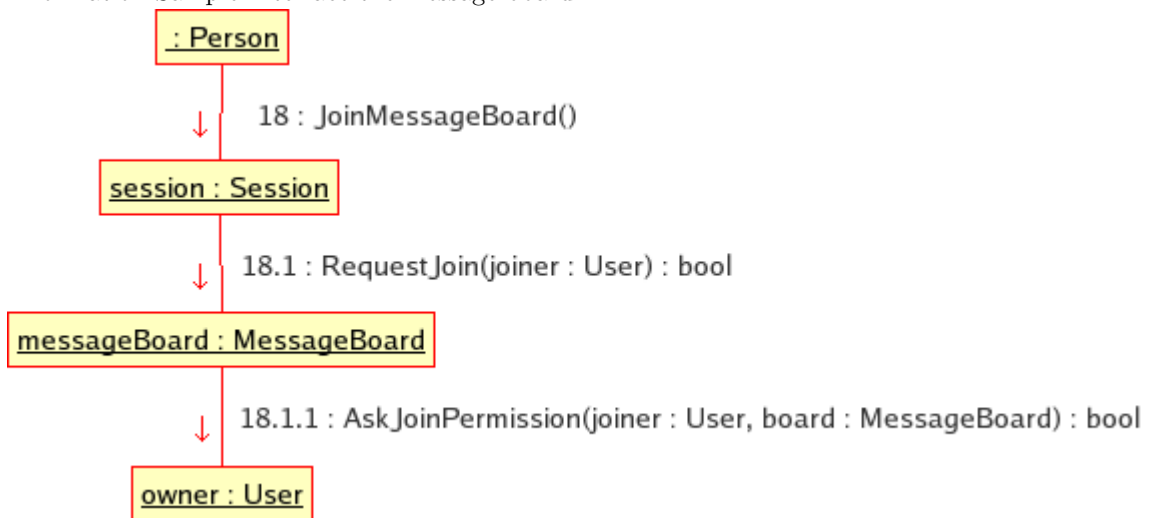 : Person
18 : JoinMessageBoard()
session : Session
18.1 : RequestJoin(joiner : User) : bool
messageBoard : MessageBoard
18.1.1 : AskJoinPermission(joiner : User, board : MessageBoard) : bool
owner : User